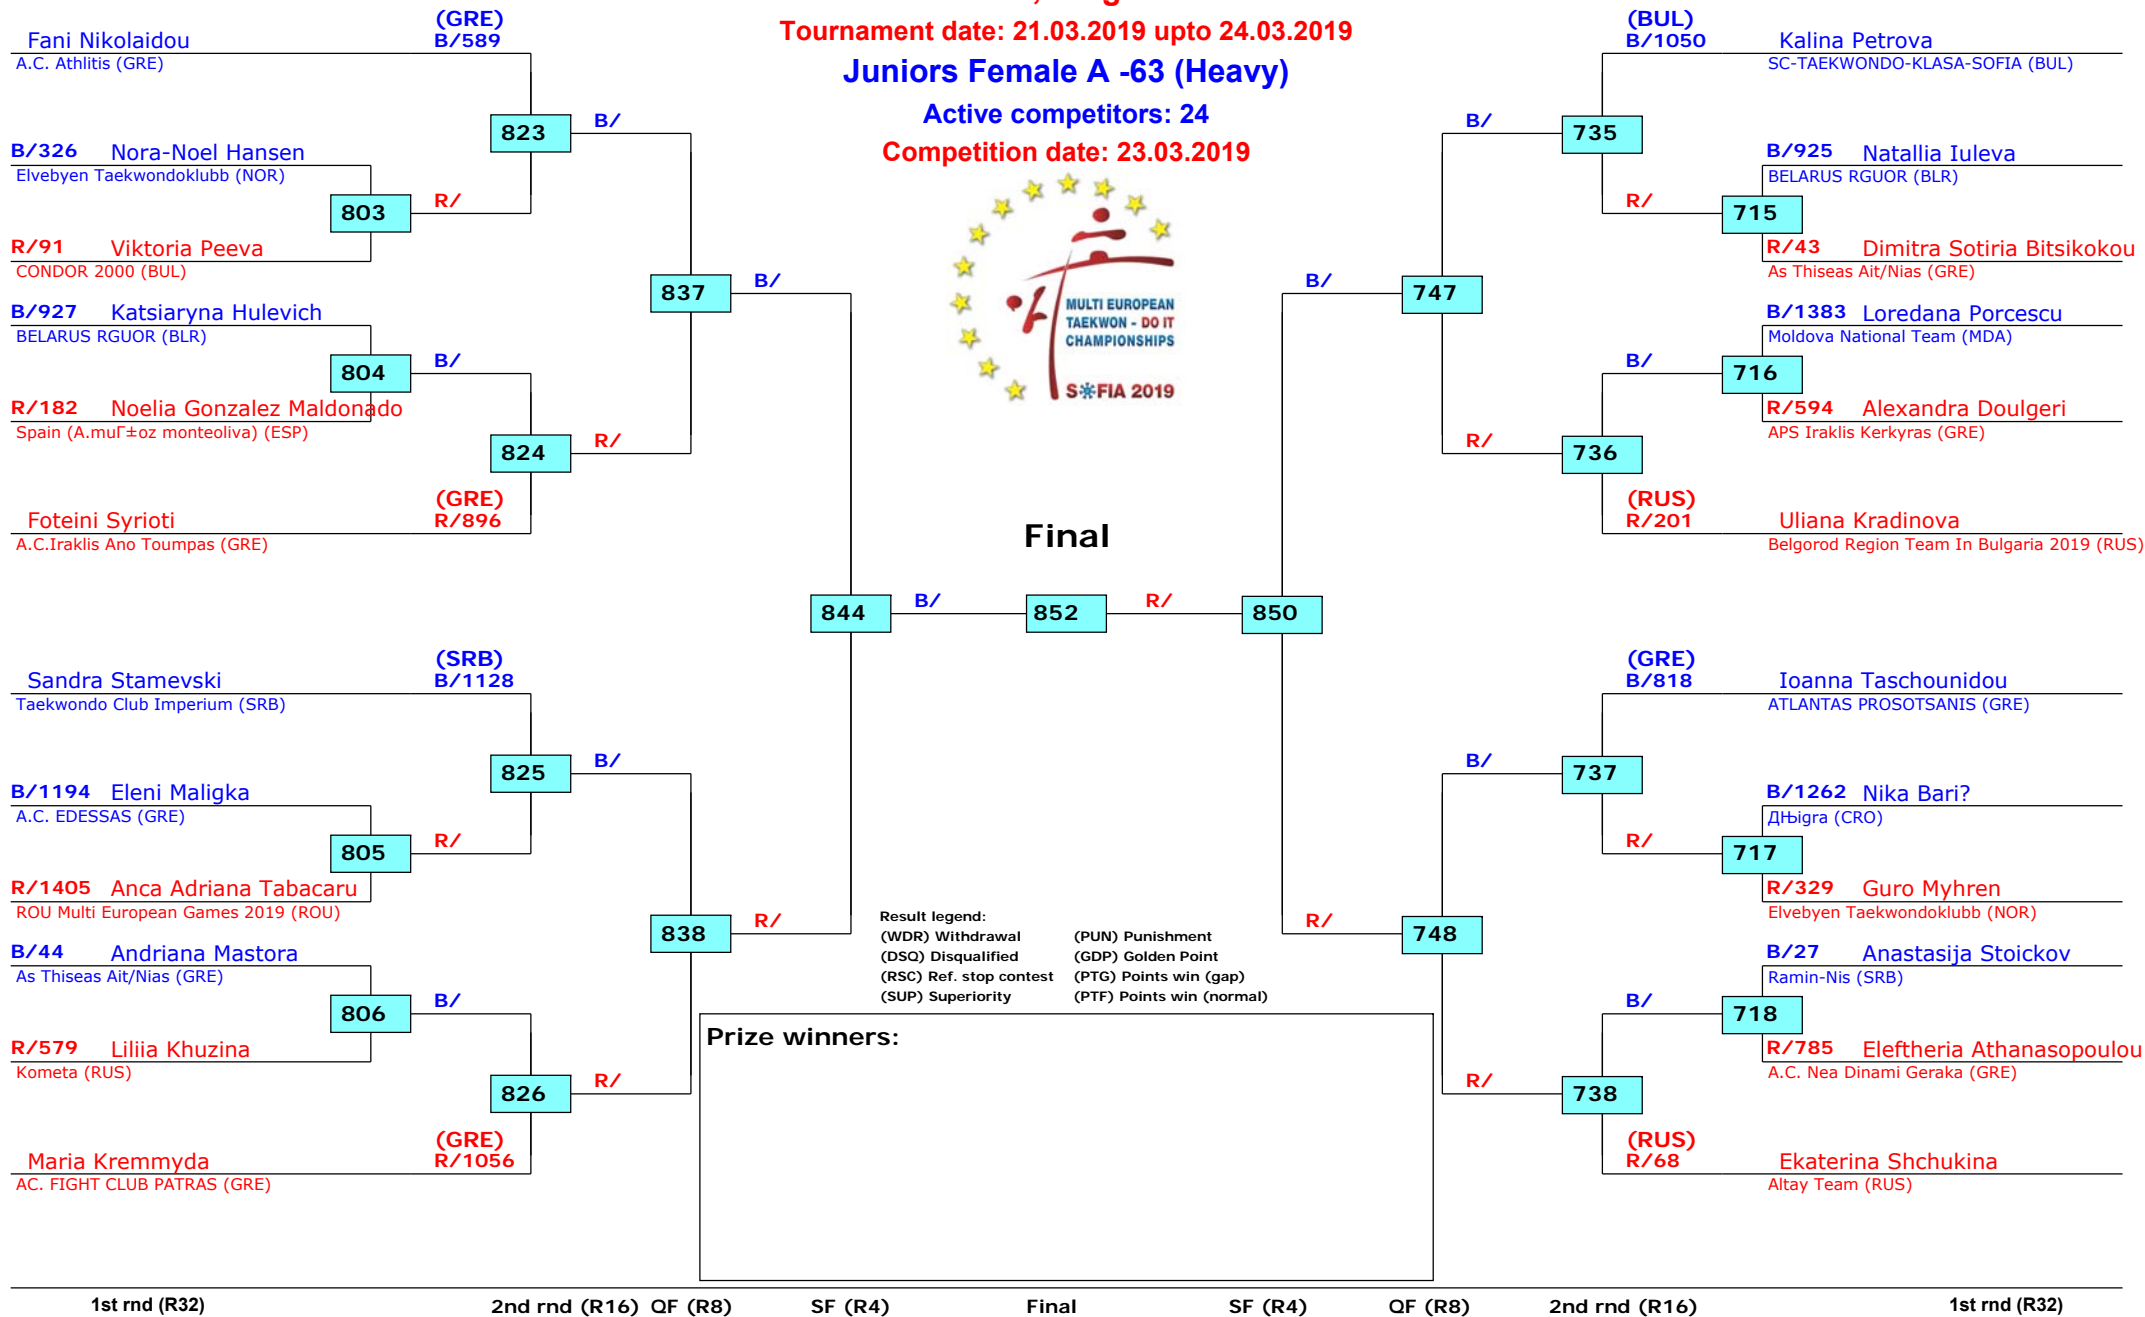 Tournament date: 21.03.2019 upto 24.03.2019
Juniors Female A -63 (Heavy)
Active competitors: 24
Competition date: 23.03.2019
MULTI EUROPEAN
TAEKWON - DO IT
CHAMPIONSHIPS
S FIA 2019
(GRE)
Fani Nikolaidou B/589
A.C. Athlitis (GRE)
823 B/
B/326 Nora-Noel Hansen
Elvebyen Taekwondoklubb (NOR)
803 R/
R/91 Viktoria Peeva
CONDOR 2000 (BUL)
837 B/
B/927 Katsiaryna Hulevich
BELARUS RGUOR (BLR)
804 B/
R/182 Noelia Gonzalez Maldonado
Spain (A.muГ±oz monteoliva) (ESP)
824 R/
(GRE)
Foteini Syrioti R/896
A.C.Iraklis Ano Toumpas (GRE)
844 B/
(SRB)
Sandra Stamevski B/1128
Taekwondo Club Imperium (SRB)
825 B/
B/1194 Eleni Maligka
A.C. EDESSAS (GRE)
805 R/
R/1405 Anca Adriana Tabacaru
ROU Multi European Games 2019 (ROU)
838 R/
B/44 Andriana Mastora
As Thiseas Ait/Nias (GRE)
806 B/
R/579 Liliia Khuzina
Kometa (RUS)
826 R/
(GRE)
Maria Kremmyda R/1056
AC. FIGHT CLUB PATRAS (GRE)
Final
852
(BUL)
B/1050 Kalina Petrova
SC-TAEKWONDO-KLASA-SOFIA (BUL)
B/ 735
B/925 Natallia Iuleva
BELARUS RGUOR (BLR)
R/ 715
R/43 Dimitra Sotiria Bitsikokou
As Thiseas Ait/Nias (GRE)
B/ 747
B/1383 Loredana Porcescu
Moldova National Team (MDA)
B/ 716
R/594 Alexandra Doulgeri
APS Iraklis Kerkyras (GRE)
R/ 736
(RUS)
R/201 Uliana Kradinova
Belgorod Region Team In Bulgaria 2019 (RUS)
R/ 850
(GRE)
B/818 Ioanna Taschounidou
ATLANTAS PROSOTSANIS (GRE)
B/ 737
B/1262 Nika Bari?
ДЊigra (CRO)
R/ 717
R/329 Guro Myhren
Elvebyen Taekwondoklubb (NOR)
R/ 748
B/27 Anastasija Stoickov
Ramin-Nis (SRB)
B/ 718
R/785 Eleftheria Athanasopoulou
A.C. Nea Dinami Geraka (GRE)
R/ 738
(RUS)
R/68 Ekaterina Shchukina
Altay Team (RUS)
Result legend:
(WDR) Withdrawal (PUN) Punishment
(DSQ) Disqualified (GDP) Golden Point
(RSC) Ref. stop contest (PTG) Points win (gap)
(SUP) Superiority (PTF) Points win (normal)
Prize winners:
1st rnd (R32) 2nd rnd (R16) QF (R8) SF (R4) Final SF (R4) QF (R8) 2nd rnd (R16) 1st rnd (R32)